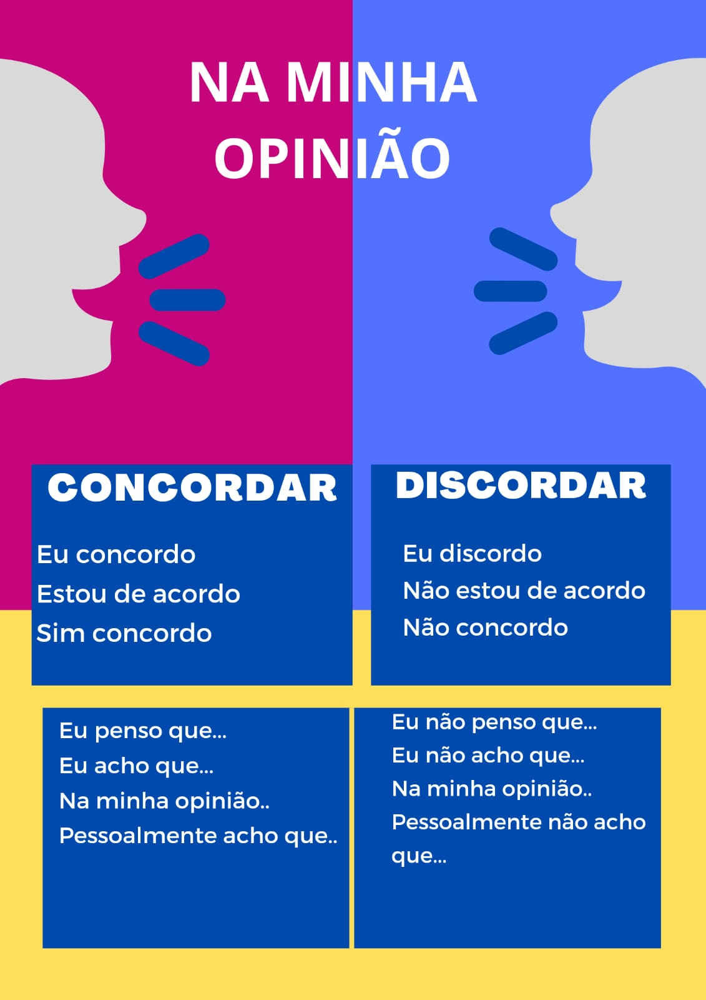 NA MINHA
OPINIÃO
CONCORDAR
Eu concordo
Estou de acordo
Sim concordo
DISCORDAR
Eu discordo
Não estou de acordo
Não concordo
Eu penso que...
Eu acho que...
Na minha opinião..
Pessoalmente acho que..
Eu não penso que...
Eu não acho que...
Na minha opinião..
Pessoalmente não acho
que...